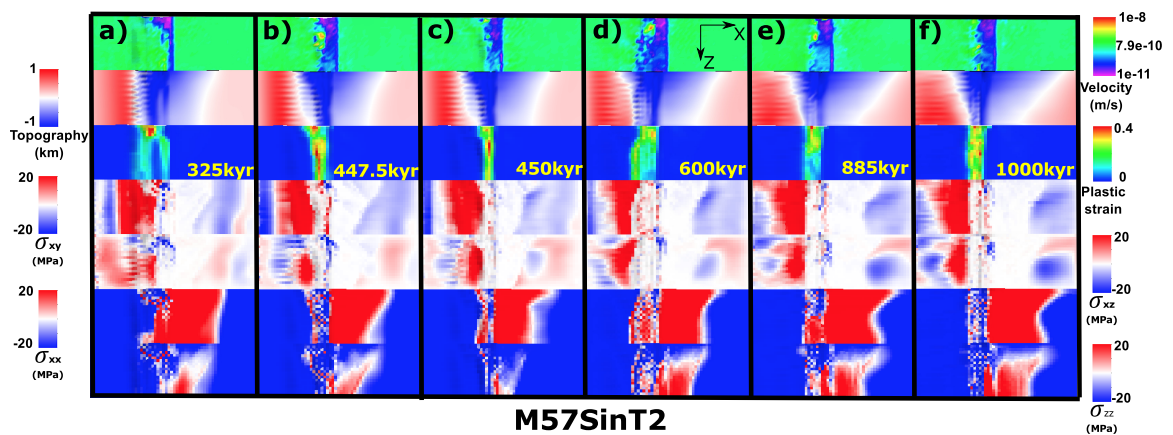 a) b) c) d) e) f)
X
Z
1e-8
7.9e-10
1e-11
Velocity
(m/s)
1
-1
Topography
(km)
0.4
0
Plastic
strain
325kyr 447.5kyr 450kyr 600kyr 885kyr 1000kyr
20
-20
σxy
(MPa)
20
-20
σxz
(MPa)
20
-20
σxx
(MPa)
20
-20
σzz
(MPa)
M57SinT2